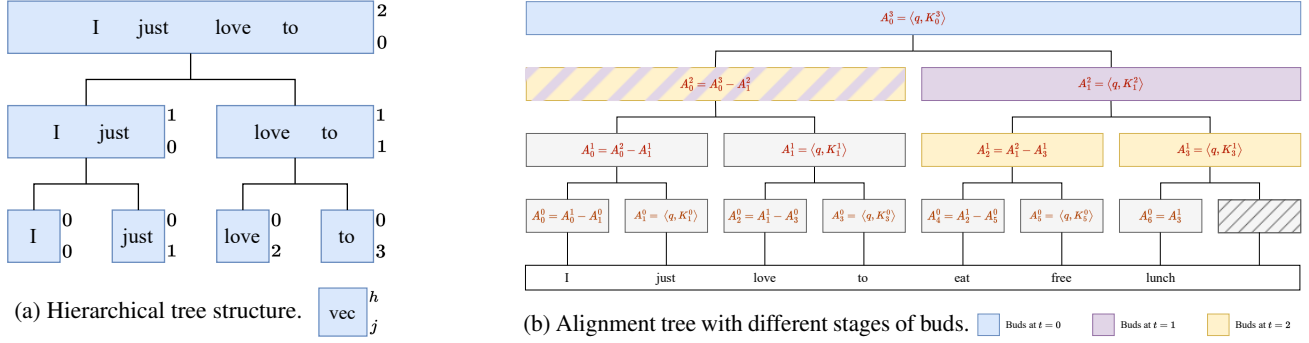 I just love to 2 0
I just 1 0
love to 1 1
I 0 0
just 0 1
love 0 2
to 0 3
(a) Hierarchical tree structure.
vec h j
A_0^3 = ⟨q, K_0^3⟩
A_0^2 = A_0^3 − A_1^2
A_1^2 = ⟨q, K_1^2⟩
A_0^1 = A_0^2 − A_1^1
A_1^1 = ⟨q, K_1^1⟩
A_2^1 = A_1^2 − A_3^1
A_3^1 = ⟨q, K_3^1⟩
A_0^0 = A_0^1 − A_1^0
A_1^0 = ⟨q, K_1^0⟩
A_2^0 = A_1^1 − A_3^0
A_3^0 = ⟨q, K_3^0⟩
A_4^0 = A_2^1 − A_5^0
A_5^0 = ⟨q, K_5^0⟩
A_6^0 = A_3^1
I just love to eat free lunch
(b) Alignment tree with different stages of buds.
Buds at t = 0
Buds at t = 1
Buds at t = 2